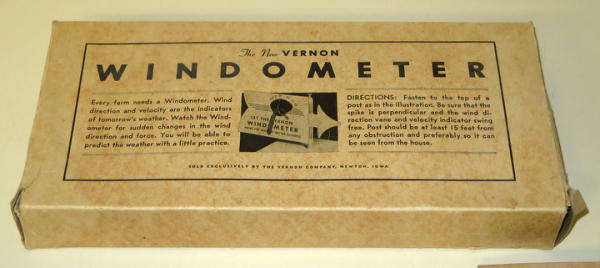 The New VERNON
WINDOMETER
Every farm needs a Windometer. Wind
direction and velocity are the indicators
of tomorrow's weather. Watch the Wind-
ometer for sudden changes in the wind
direction and force. You will be able to
predict the weather with a little practice.
THE VERNON
WINDOMETER
DIRECTIONS: Fasten to the top of a
post as in the illustration. Be sure that the
spike is perpendicular and the wind di-
rection vane and velocity indicator swing
free. Post should be at least 15 feet from
any obstruction and preferably so it can
be seen from the house.
SOLD EXCLUSIVELY BY THE VERNON COMPANY, NEWTON, IOWA